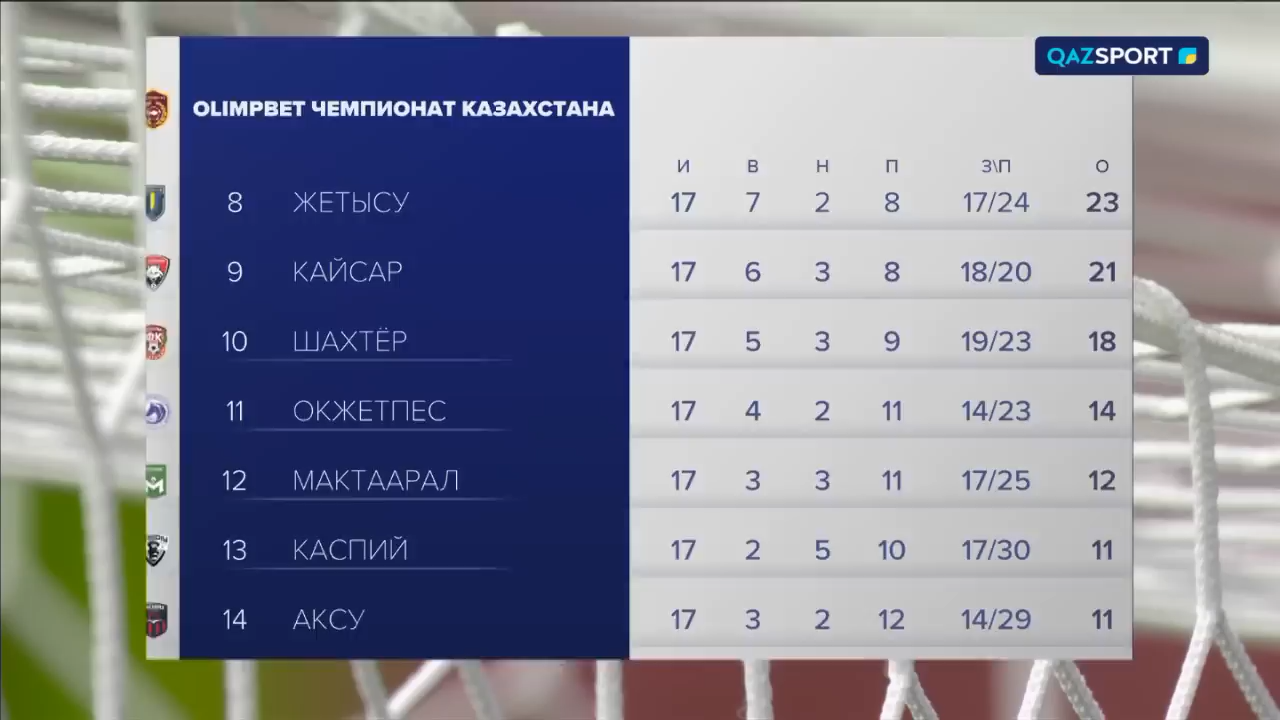 QAZSPORT
OLIMPBET ЧЕМПИОНАТ КАЗАХСТАНА
И В Н П З\П О
8 ЖЕТЫСУ 17 7 2 8 17/24 23
9 КАЙСАР 17 6 3 8 18/20 21
10 ШАХТЁР 17 5 3 9 19/23 18
11 ОКЖЕТПЕС 17 4 2 11 14/23 14
12 МАКТААРАЛ 17 3 3 11 17/25 12
13 КАСПИЙ 17 2 5 10 17/30 11
14 АКСУ 17 3 2 12 14/29 11